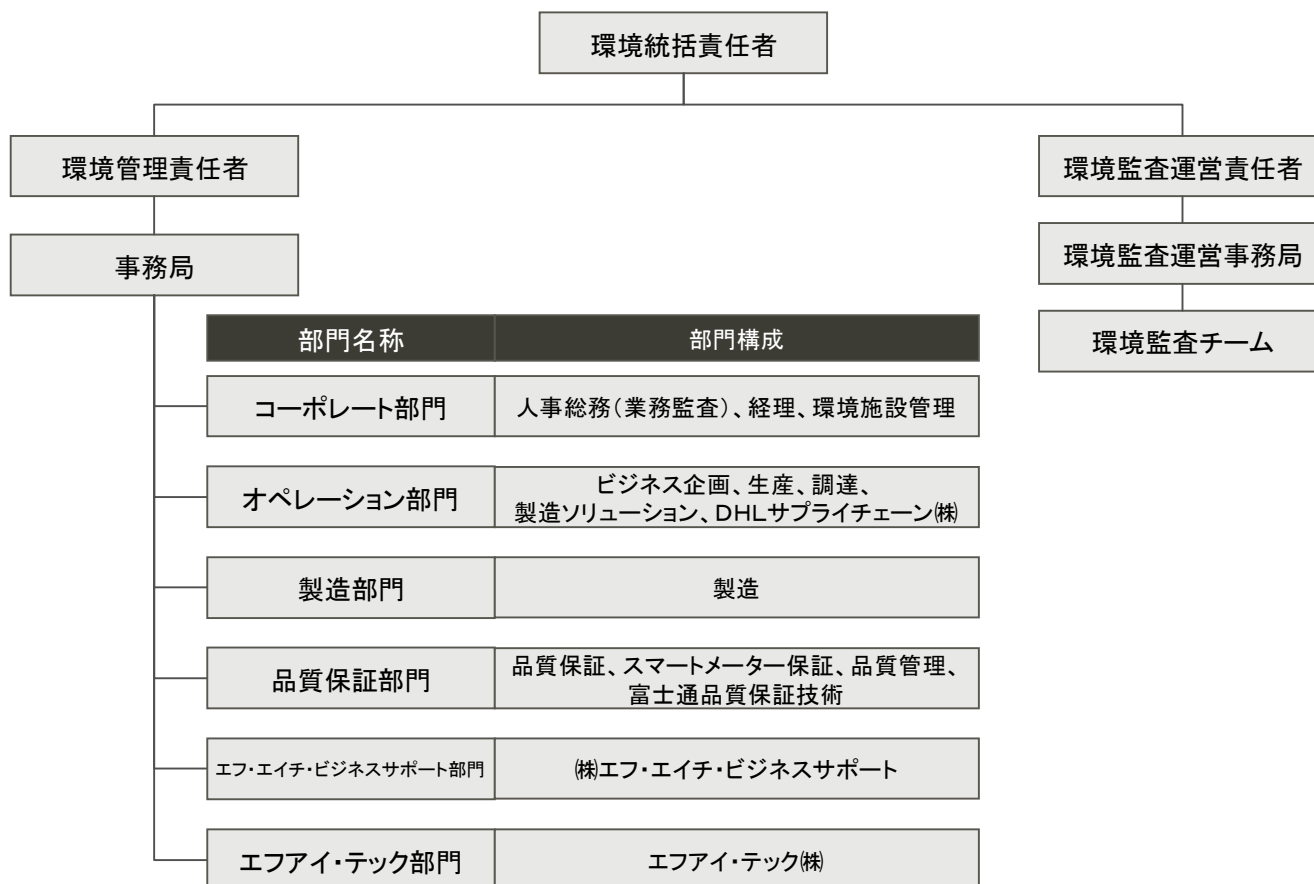 環境統括責任者
環境管理責任者
環境監査運営責任者
事務局
環境監査運営事務局
環境監査チーム
部門名称
部門構成
コーポレート部門
人事総務(業務監査)、経理、環境施設管理
オペレーション部門
ビジネス企画、生産、調達、
製造ソリューション、DHLサプライチェーン㈱
製造部門
製造
品質保証部門
品質保証、スマートメーター保証、品質管理、
富士通品質保証技術
エフ・エイチ・ビジネスサポート部門
㈱エフ・エイチ・ビジネスサポート
エフアイ・テック部門
エフアイ・テック㈱